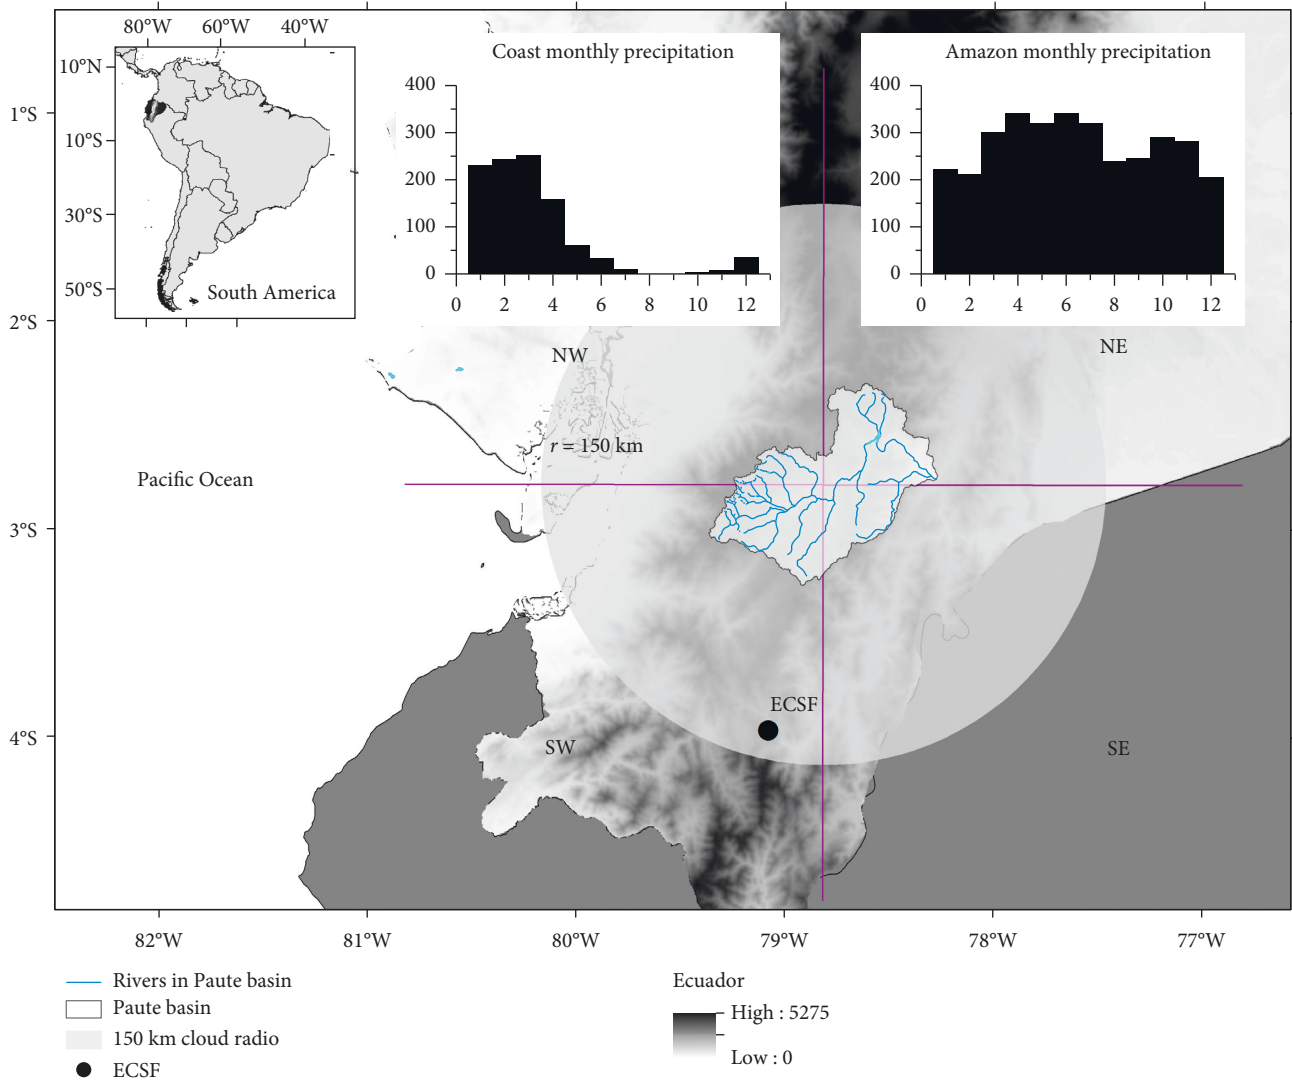 80°W 60°W 40°W
10°N
10°S
30°S
50°S
South America
Coast monthly precipitation
400
300
200
100
0
0 2 4 6 8 10 12
Amazon monthly precipitation
400
300
200
100
0
0 2 4 6 8 10 12
1°S
2°S
3°S
4°S
NW
NE
r = 150 km
Pacific Ocean
ECSF
SW
SE
82°W 81°W 80°W 79°W 78°W 77°W
Rivers in Paute basin
Paute basin
150 km cloud radio
ECSF
Ecuador
High : 5275
Low : 0